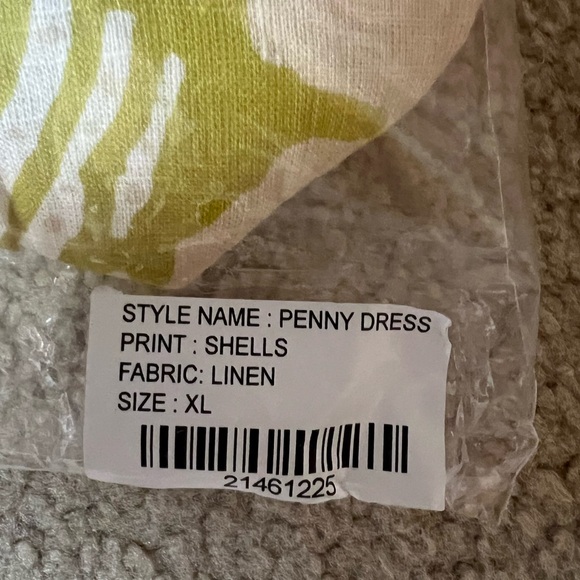 STYLE NAME : PENNY DRESS
PRINT : SHELLS
FABRIC: LINEN
SIZE : XL
21461225